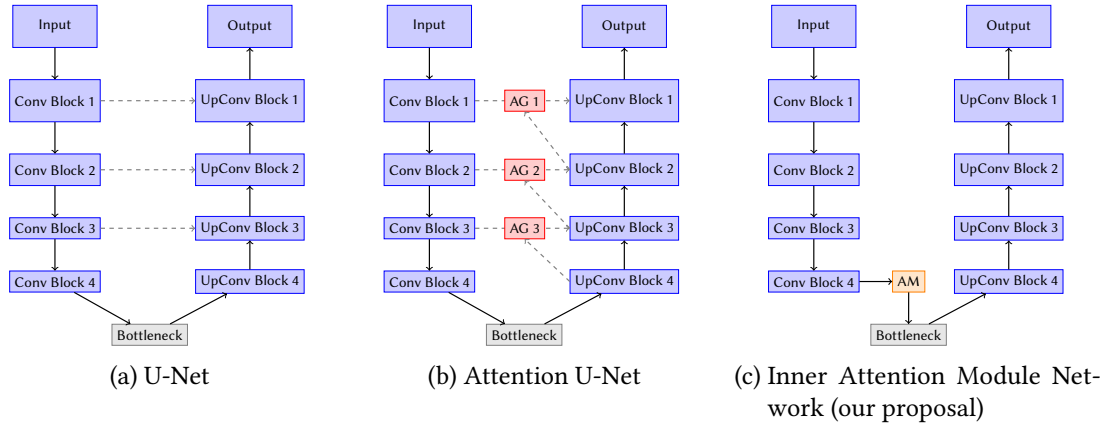 Input
Output
Conv Block 1
UpConv Block 1
Conv Block 2
UpConv Block 2
Conv Block 3
UpConv Block 3
Conv Block 4
UpConv Block 4
Bottleneck
(a) U-Net
Input
Output
Conv Block 1
AG 1
UpConv Block 1
Conv Block 2
AG 2
UpConv Block 2
Conv Block 3
AG 3
UpConv Block 3
Conv Block 4
UpConv Block 4
Bottleneck
(b) Attention U-Net
Input
Output
Conv Block 1
UpConv Block 1
Conv Block 2
UpConv Block 2
Conv Block 3
UpConv Block 3
Conv Block 4
AM
UpConv Block 4
Bottleneck
(c) Inner Attention Module Net-
work (our proposal)